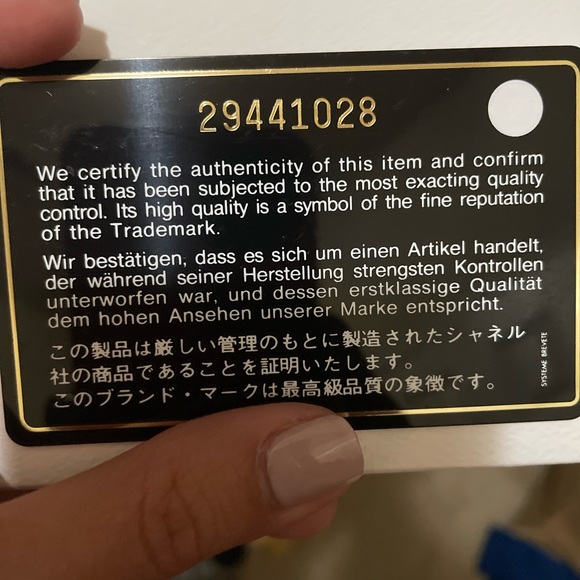 29441028
We certify the authenticity of this item and confirm
that it has been subjected to the most exacting quality
control. Its high quality is a symbol of the fine reputation
of the Trademark.
Wir bestätigen, dass es sich um einen Artikel handelt,
der während seiner Herstellung strengsten Kontrollen
unterworfen war, und dessen erstklassige Qualität
dem hohen Ansehen unserer Marke entspricht.
この製品は厳しい管理のもとに製造されたシャネル
社の商品であることを証明いたします。
このブランド・マークは最高級品質の象徴です。
SYSTEME BREVETE